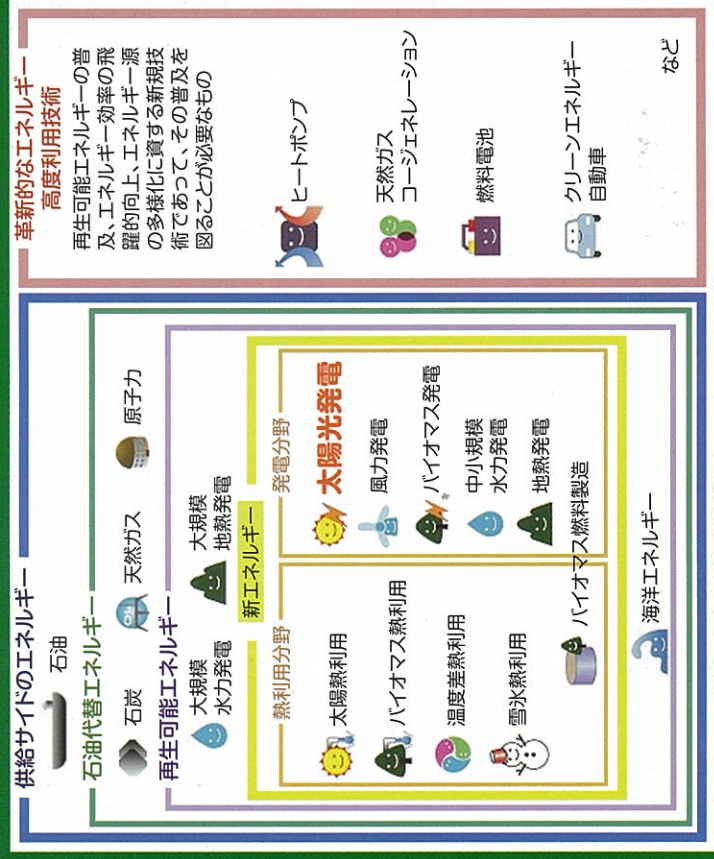 供給サイドのエネルギー
石油
石油代替エネルギー
石炭
天然ガス
原子力
再生可能エネルギー
大規模
水力発電
大規模
地熱発電
新エネルギー
熱利用分野
太陽熱利用
バイオマス熱利用
温度差熱利用
雪氷熱利用
発電分野
太陽光発電
風力発電
バイオマス発電
中小規模
水力発電
地熱発電
バイオマス燃料製造
海洋エネルギー
革新的なエネルギー
高度利用技術
再生可能エネルギーの普
及、エネルギー効率の飛
躍的向上、エネルギー源
の多様化に資する新規技
術であって、その普及を
図ることが必要なもの
ヒートポンプ
天然ガス
コージェネレーション
燃料電池
クリーンエネルギー
自動車
など